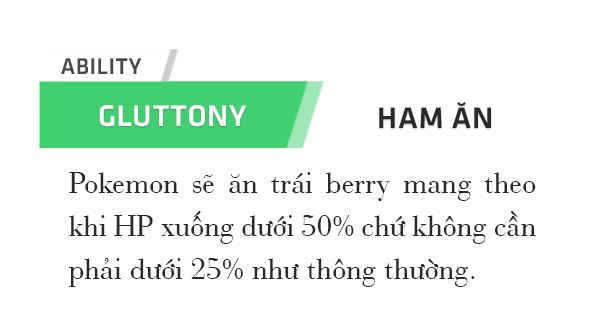 ABILITY
GLUTTONY
HAM ĂN
Pokemon sẽ ăn trái berry mang theo
khi HP xuống dưới 50% chứ không cần
phải dưới 25% như thông thường.